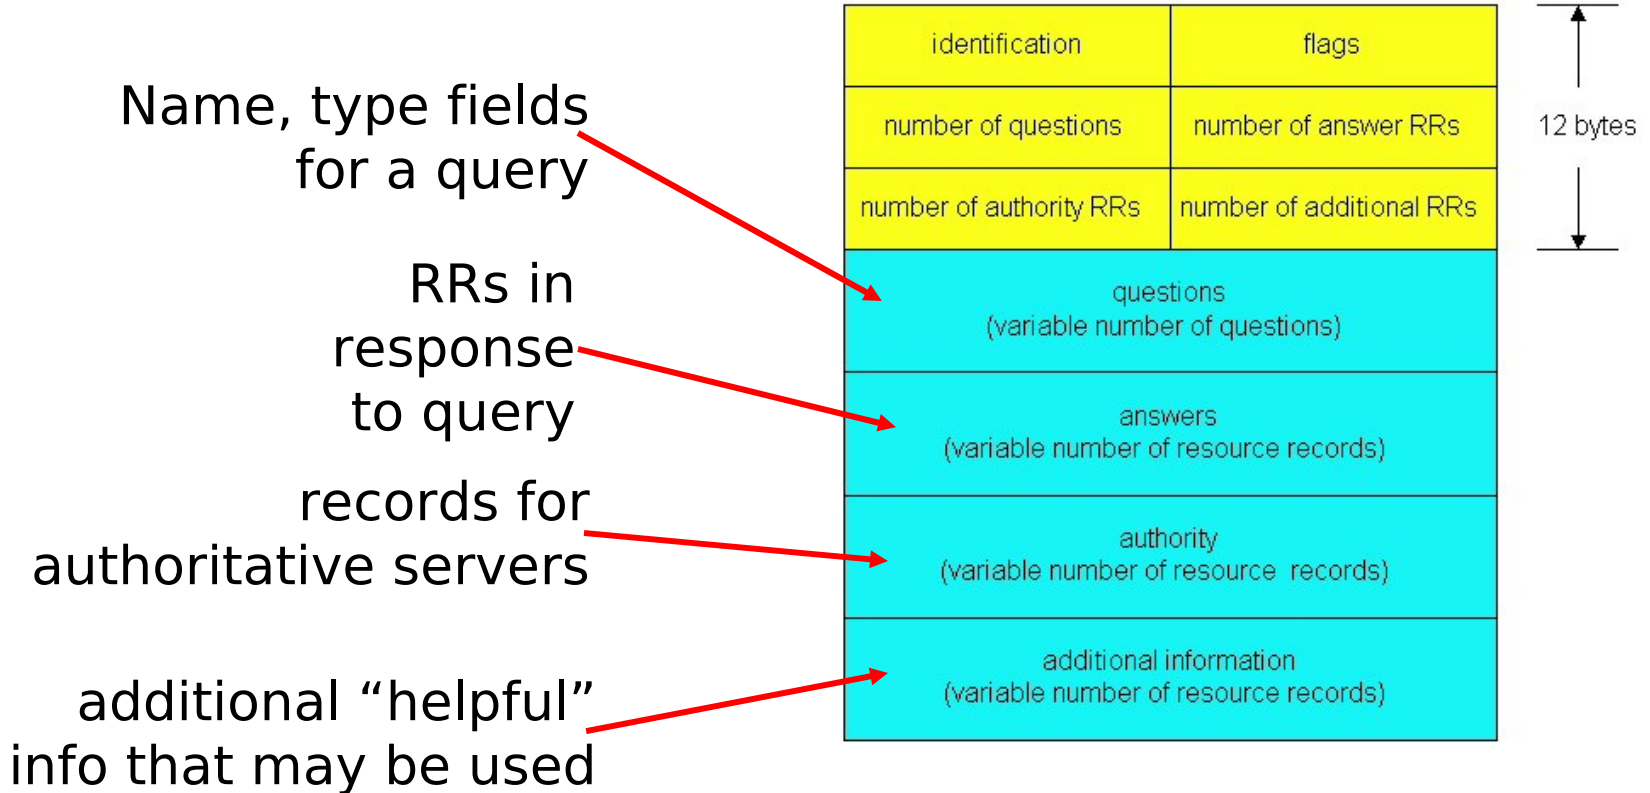 Name, type fields
for a query
RRs in
response
to query
records for
authoritative servers
additional “helpful”
info that may be used
identification
flags
number of questions
number of answer RRs
number of authority RRs
number of additional RRs
12 bytes
questions
(variable number of questions)
answers
(variable number of resource records)
authority
(variable number of resource records)
additional information
(variable number of resource records)